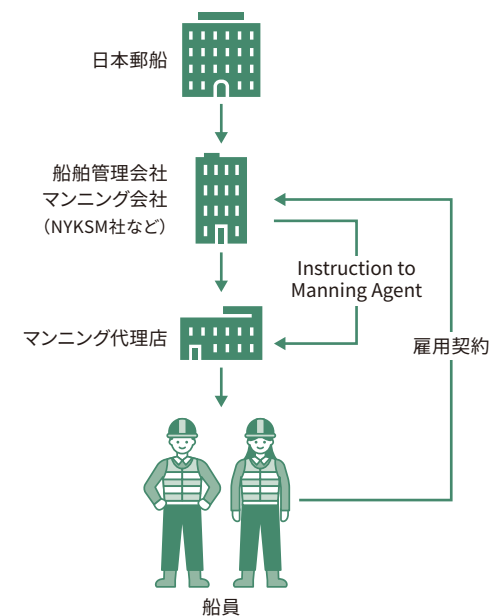 日本郵船
船舶管理会社
マンニング会社
（NYKSM社など）
Instruction to
Manning Agent
マンニング代理店
雇用契約
船員